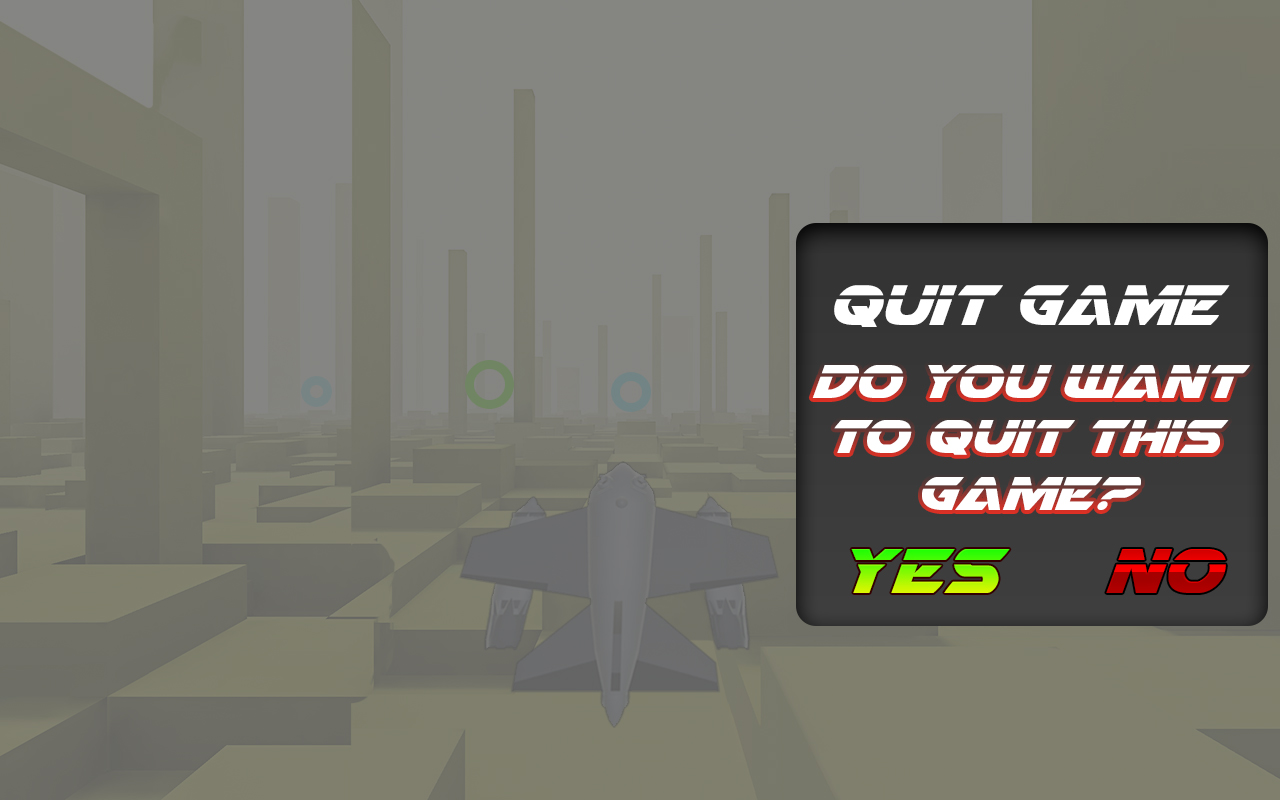 QUIT GAME
DO YOU WANT
TO QUIT THIS
GAME?
YES NO